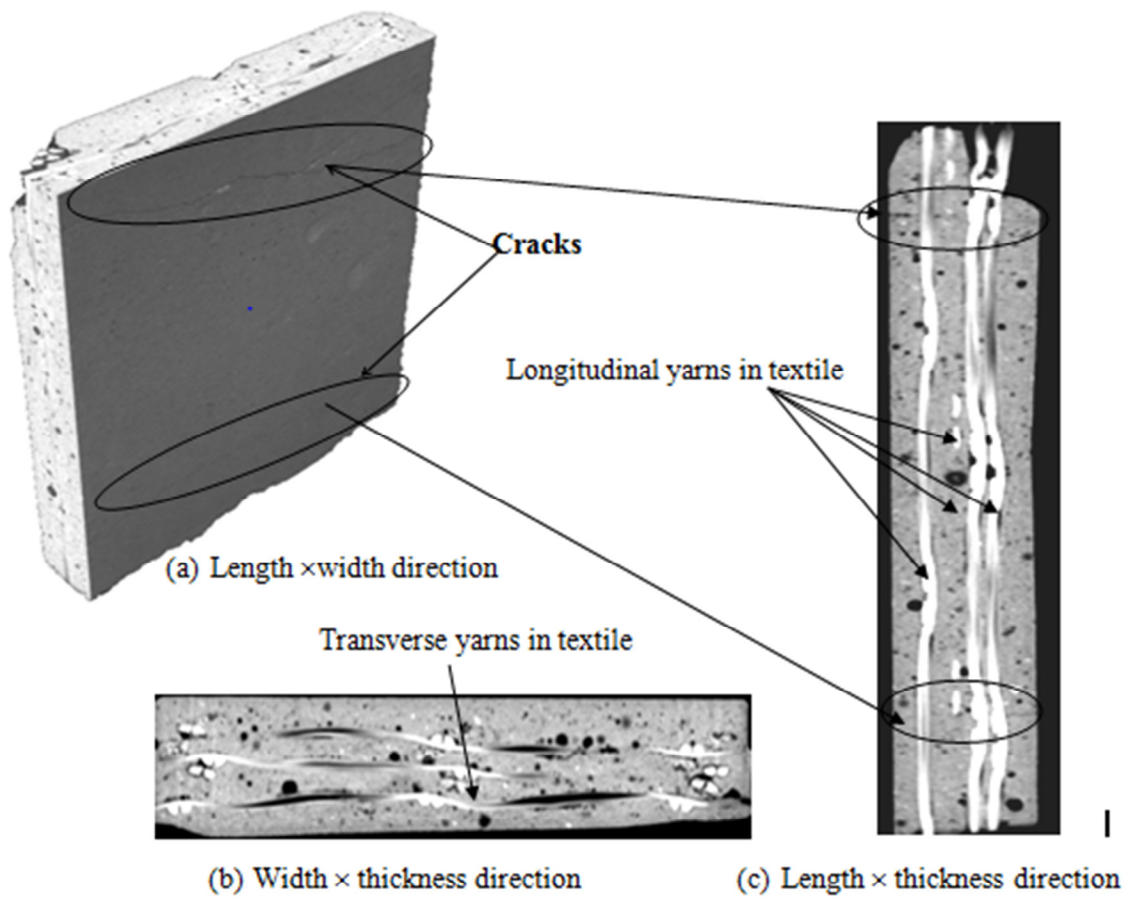 Cracks
Longitudinal yarns in textile
(a) Length ×width direction
Transverse yarns in textile
(b) Width × thickness direction
(c) Length × thickness direction